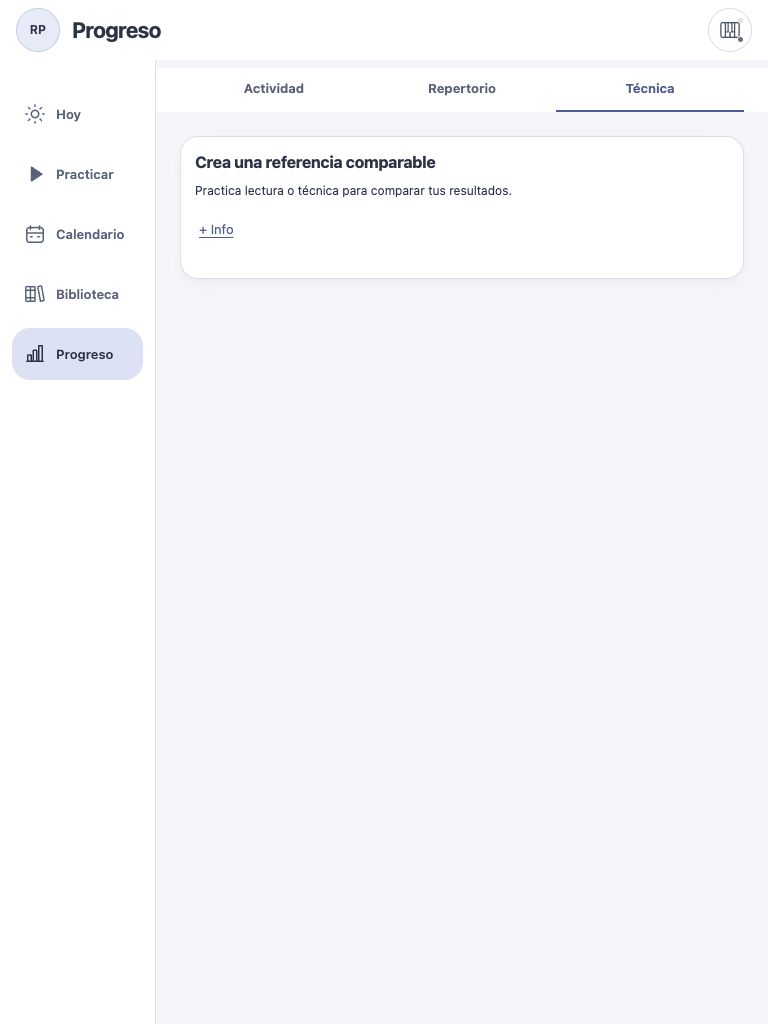 RP
Progreso
Actividad
Repertorio
Técnica
Hoy
Practicar
Calendario
Biblioteca
Progreso
Crea una referencia comparable
Practica lectura o técnica para comparar tus resultados.
+ Info